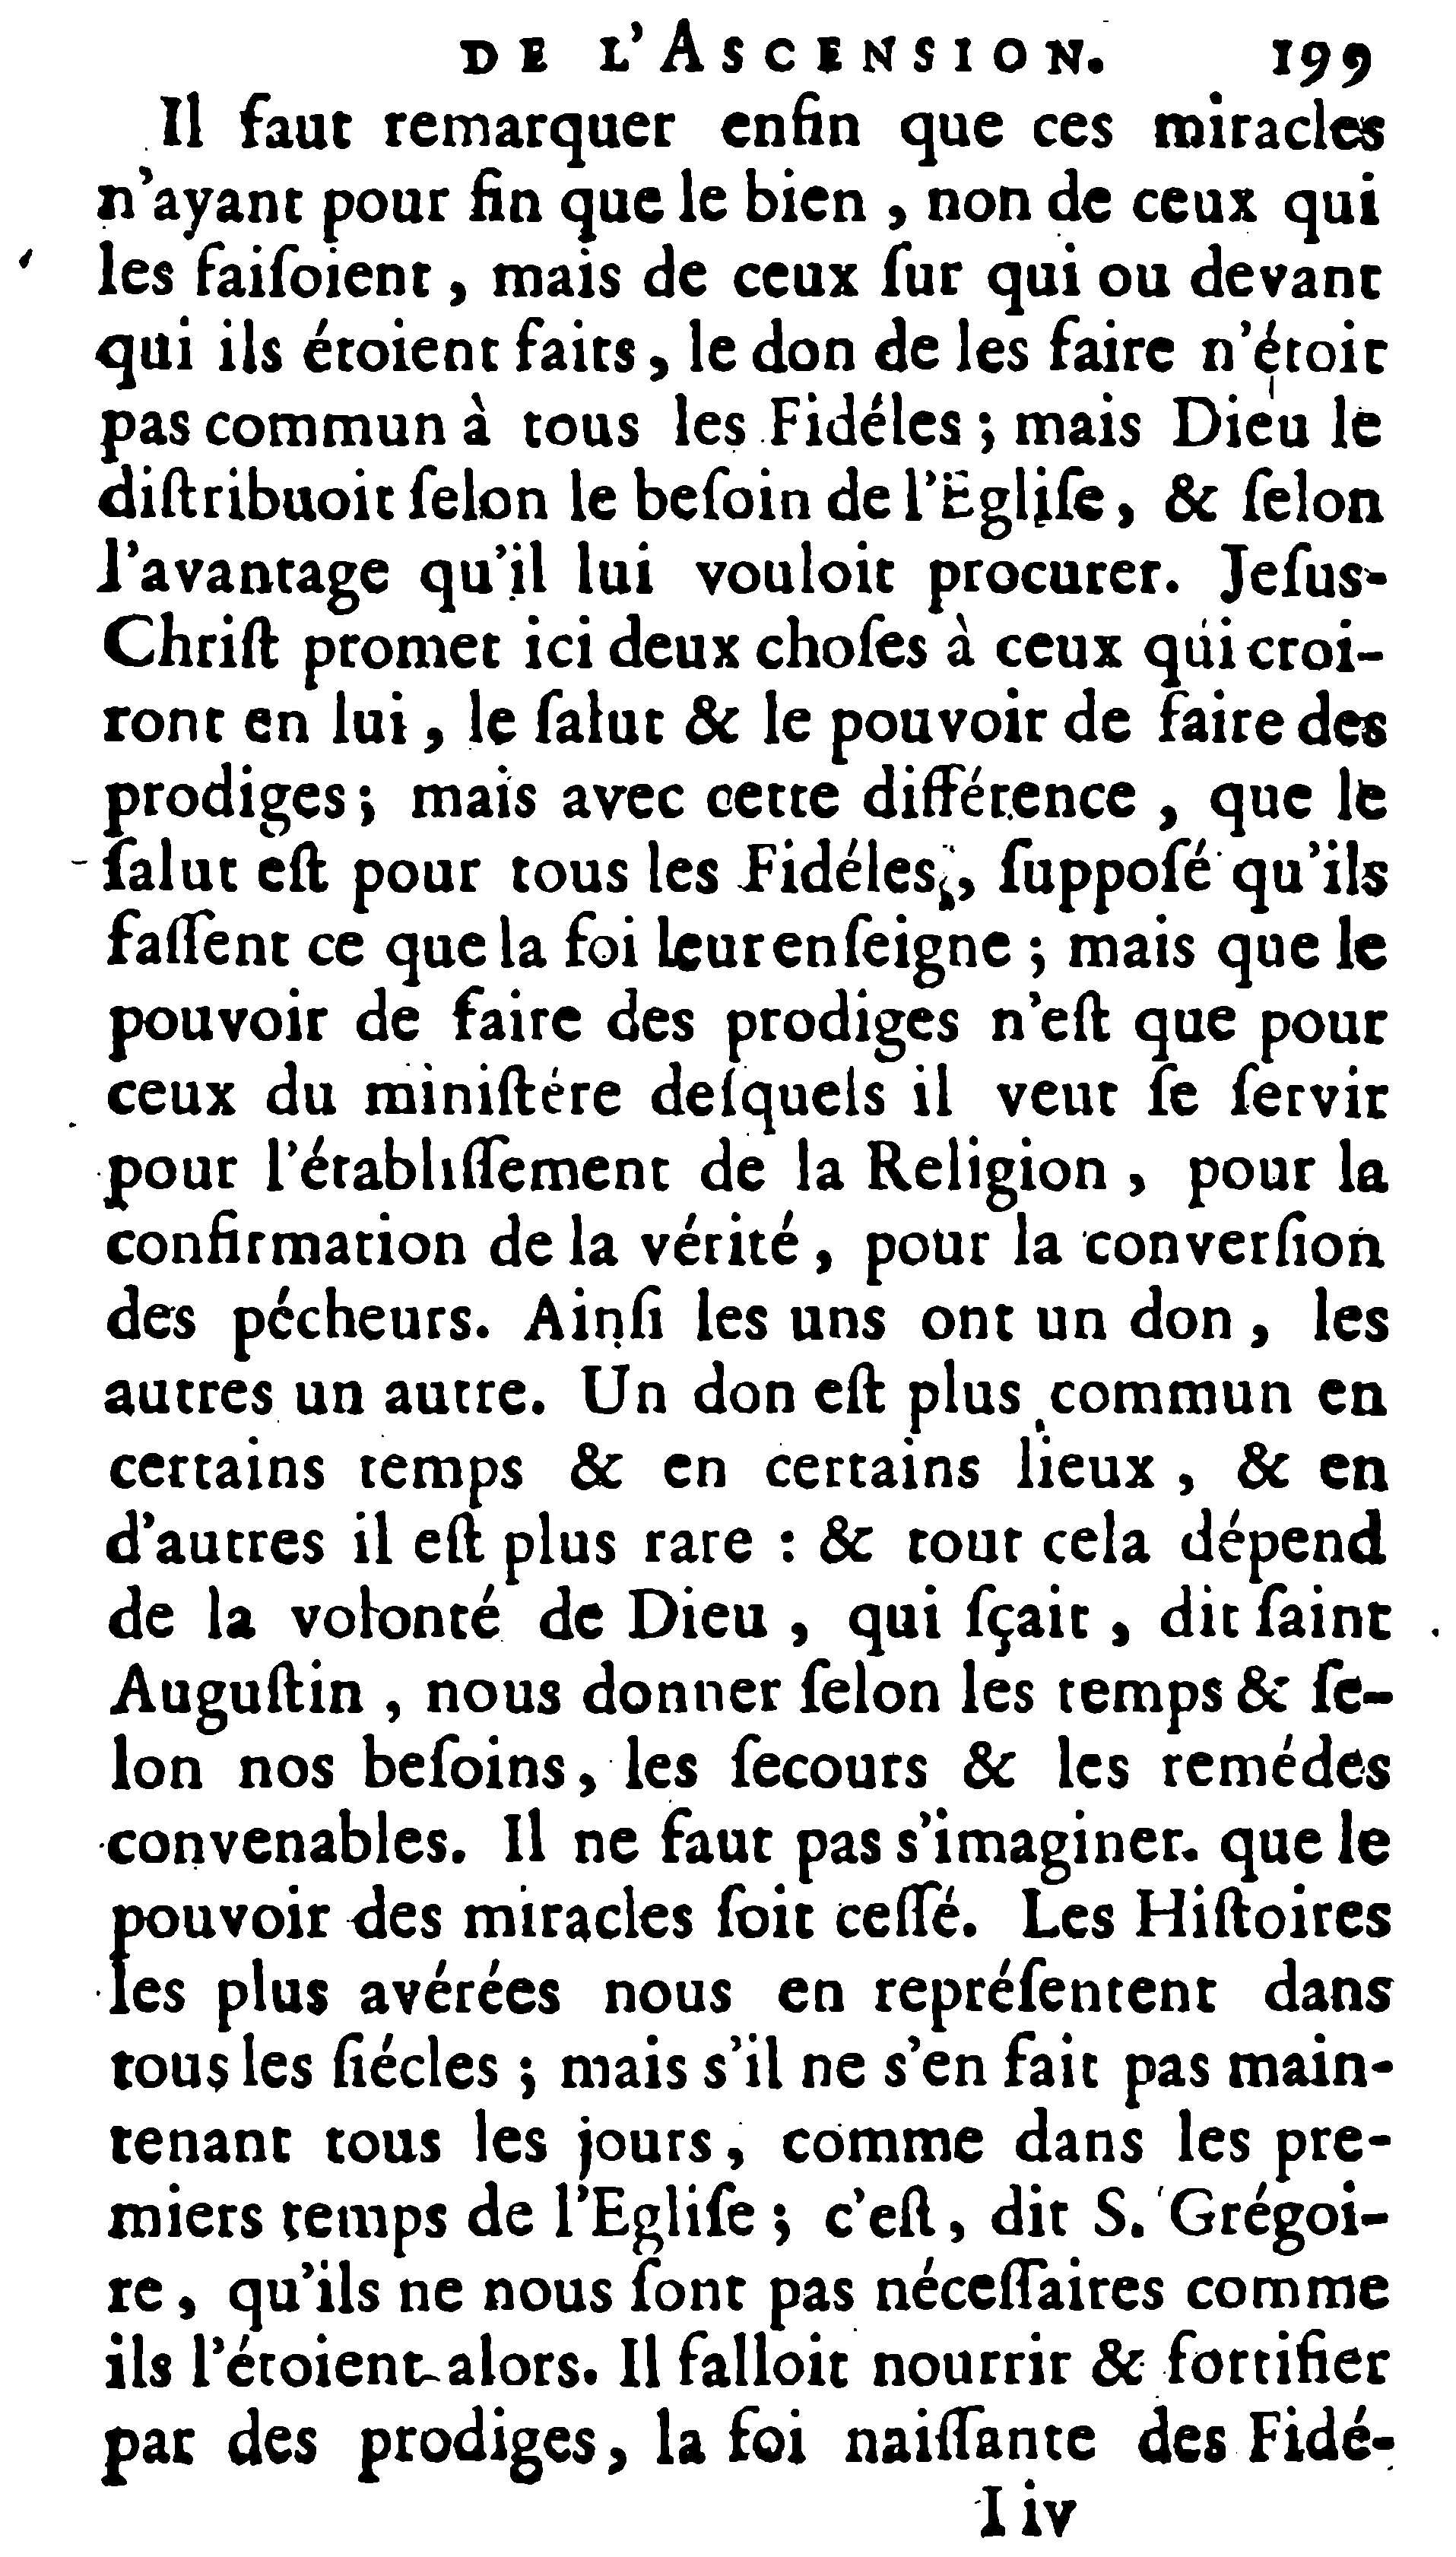 DE L'ASCENSION. 199
Il faut remarquer enfin que ces miracles
n'ayant pour fin que le bien , non de ceux qui
les faiſoient , mais de ceux ſur qui ou devant
qui ils étoient faits , le don de les faire n'étoit
pas commun à tous les Fidéles ; mais Dieu le
diſtribuoit ſelon le beſoin de l'Egliſe , & ſelon
l'avantage qu'il lui vouloit procurer. Jeſus-
Chriſt promet ici deux choſes à ceux qui croi-
ront en lui , le ſalut & le pouvoir de faire des
prodiges ; mais avec cette différence , que le
ſalut eſt pour tous les Fidéles , ſuppoſé qu'ils
faſſent ce que la foi leur enſeigne ; mais que le
pouvoir de faire des prodiges n'eſt que pour
ceux du miniſtére deſquels il veut ſe ſervir
pour l'établiſſement de la Religion , pour la
confirmation de la vérité , pour la converſion
des pécheurs. Ainſi les uns ont un don , les
autres un autre. Un don eſt plus commun en
certains temps & en certains lieux , & en
d'autres il eſt plus rare : & tout cela dépend
de la volonté de Dieu , qui ſçait , dit ſaint
Auguſtin , nous donner ſelon les temps & ſe-
lon nos beſoins , les ſecours & les remédes
convenables. Il ne faut pas s'imaginer. que le
pouvoir des miracles ſoit ceſſé. Les Hiſtoires
les plus avérées nous en repréſentent dans
tous les ſiécles ; mais s'il ne s'en fait pas main-
tenant tous les jours , comme dans les pre-
miers temps de l'Egliſe ; c'eſt , dit S. Grégoi-
re , qu'ils ne nous ſont pas néceſſaires comme
ils l'étoient alors. Il falloit nourrir & fortifier
par des prodiges , la foi naiſſante des Fidé-
I iv